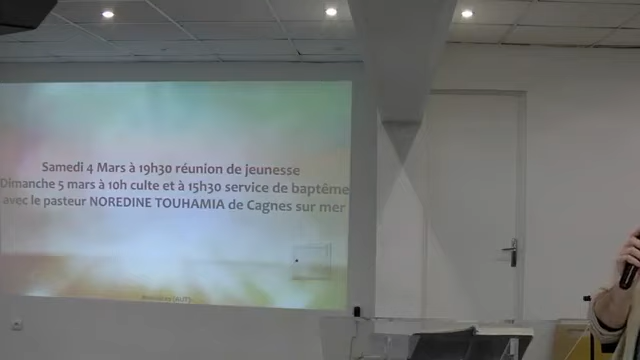 Samedi 4 Mars à 19h30 réunion de jeunesse
Dimanche 5 mars à 10h culte et à 15h30 service de baptême
avec le pasteur NOREDINE TOUHAMIA de Cagnes sur mer